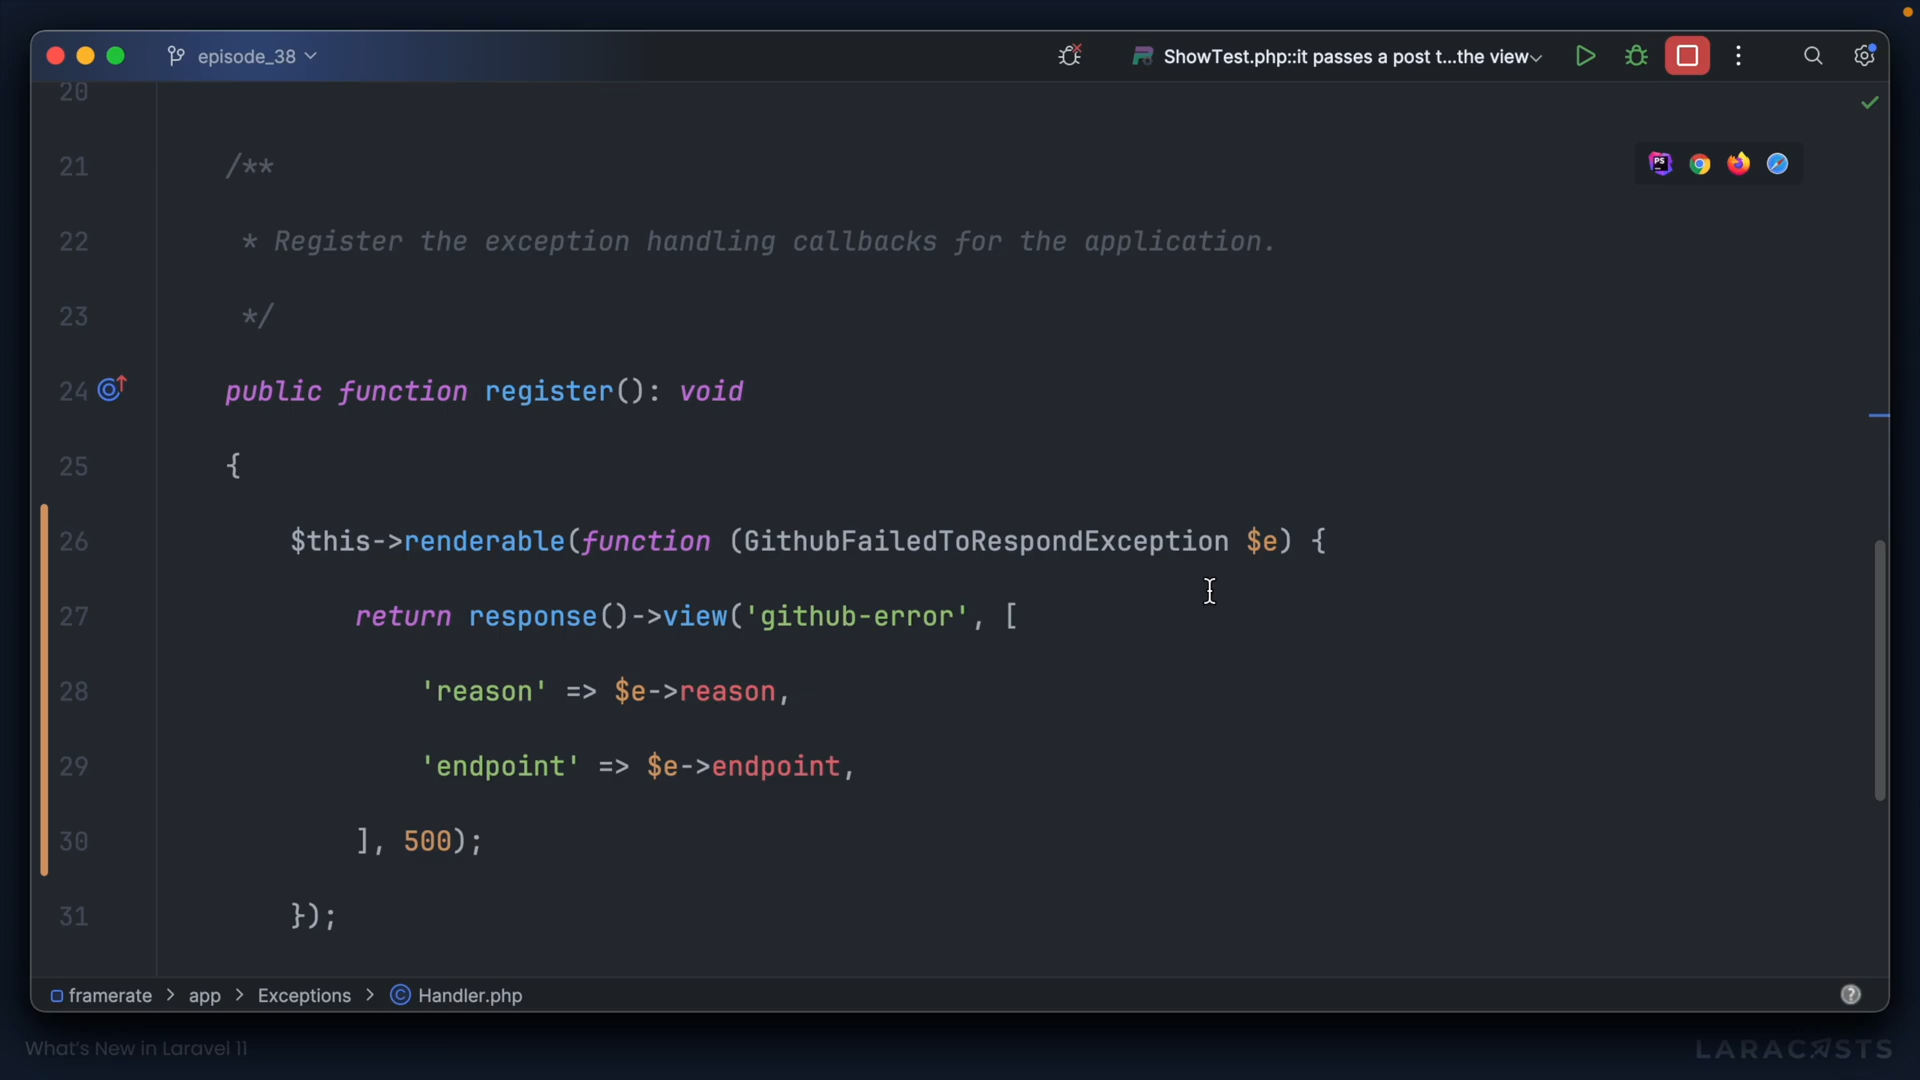 episode_38
ShowTest.php::it passes a post t...the view
20
21 /**
22 * Register the exception handling callbacks for the application.
23 */
24 public function register(): void
25 {
26 $this->renderable(function (GithubFailedToRespondException $e) {
27 return response()->view('github-error', [
28 'reason' => $e->reason,
29 'endpoint' => $e->endpoint,
30 ], 500);
31 });
framerate > app > Exceptions > Handler.php
What's New in Laravel 11
LARACASTS